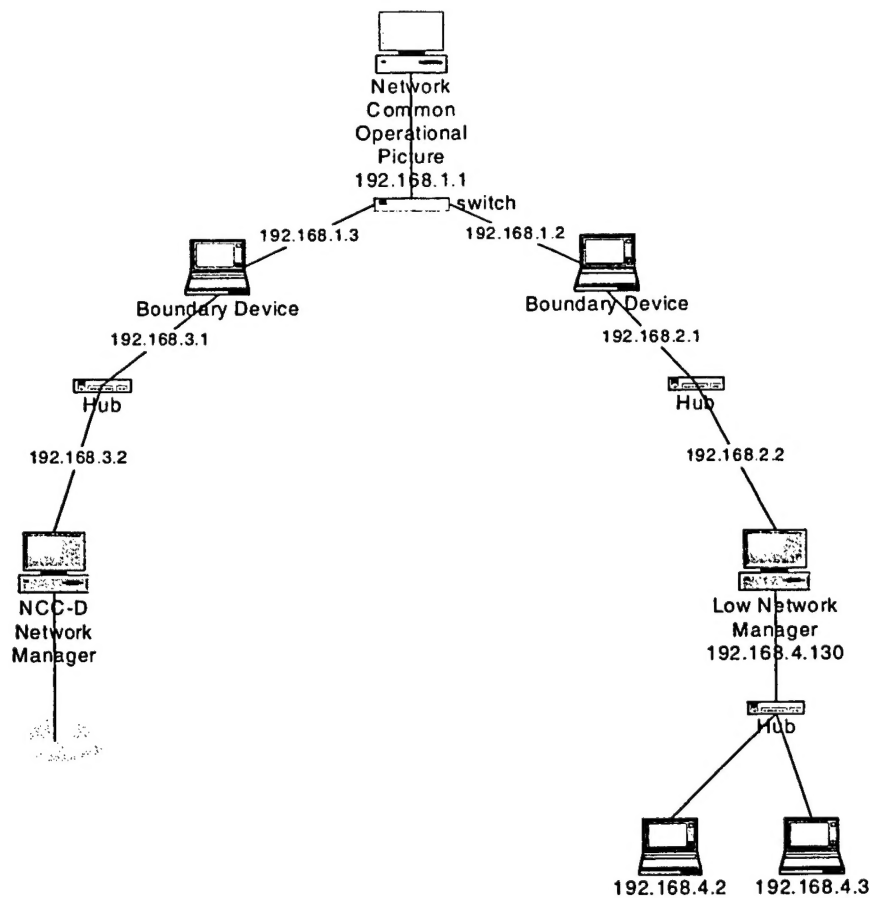 Network
Common
Operational
Picture
192.168.1.1
switch
192.168.1.3
192.168.1.2
Boundary Device
Boundary Device
192.168.3.1
192.168.2.1
Hub
Hub
192.168.3.2
192.168.2.2
NCC-D
Network
Manager
Low Network
Manager
192.168.4.130
Hub
192.168.4.2
192.168.4.3